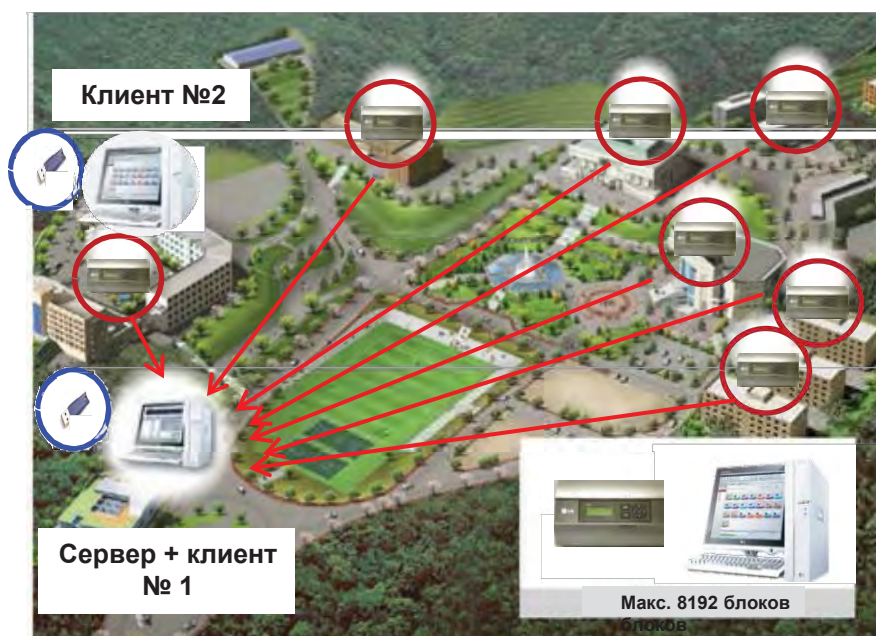 Клиент №2
Сервер + клиент
№ 1
Макс. 8192 блоков
блоков